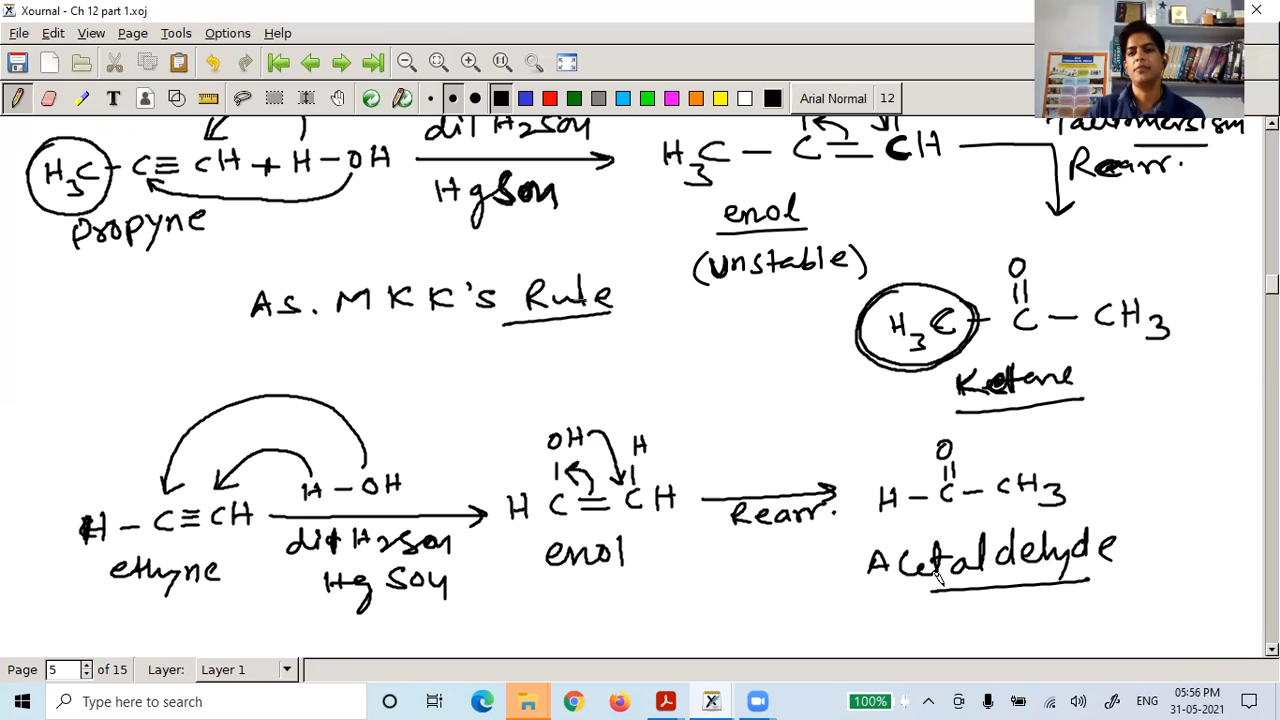 Journal - Ch 12 part 1.xoj
File Edit View Page Tools Options Help
Arial Normal 12
dil H2SO4
Tautomerism
H3C - C ≡ CH + H - OH
H3C - C = CH
Rearr.
HgSO4
Propyne
enol
(unstable)
O
As. MKK's Rule
H3C - C - CH3
Ketone
OH H
O
H - OH
H - C ≡ CH
H C = CH
Rearr.
H - C - CH3
dil H2SO4
ethyne
enol
Acetaldehyde
HgSO4
Page 5 of 15 Layer: Layer 1
Type here to search
100%
ENG
05:56 PM
31-05-2021